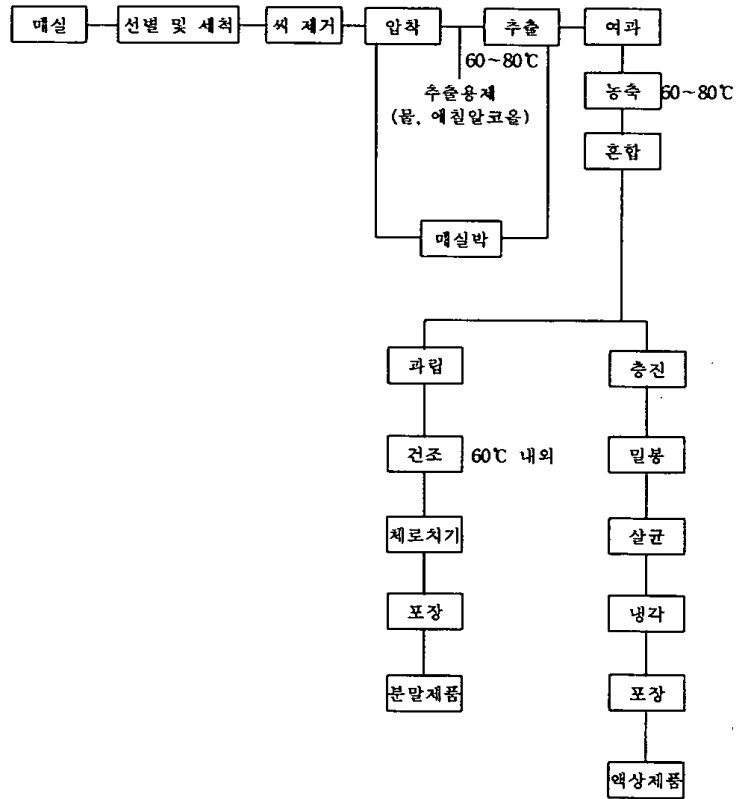 매실
선별 및 세척
씨 제거
압착
추출
여과
60~80℃
추출용제
(물, 에칠알코올)
농축
60~80℃
혼합
매실박
과립
충진
건조
60℃ 내외
밀봉
체로치기
살균
포장
냉각
분말제품
포장
액상제품